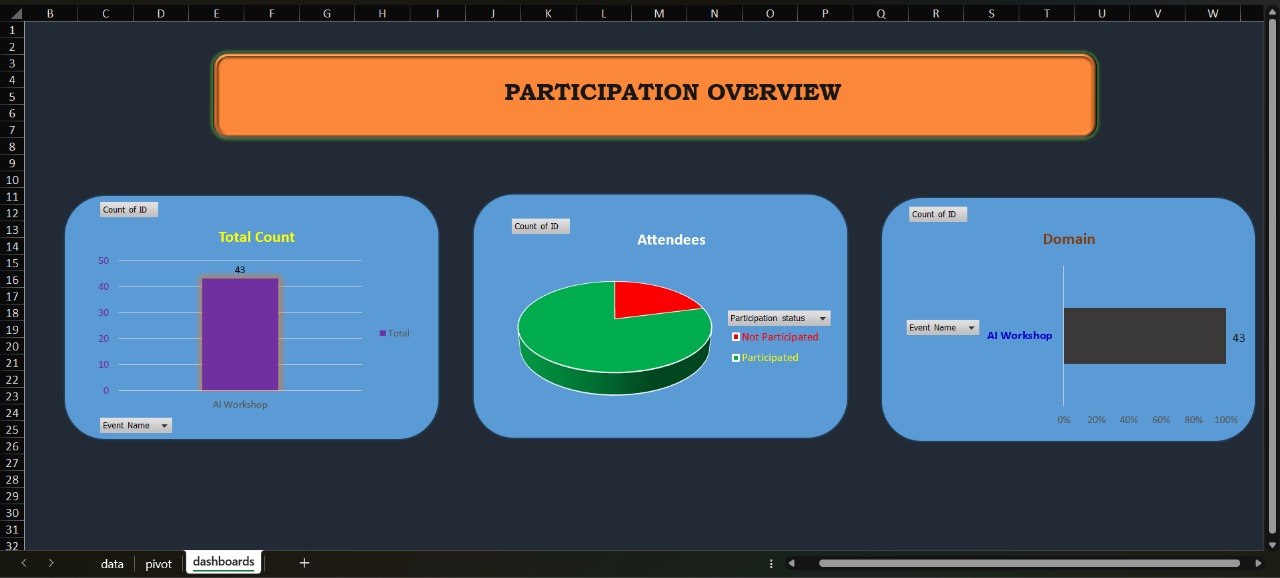 B C D E F G H I J K L M N O P Q R S T U V W
1
2
3
4
5
6
7
8
9
10
11
12
13
14
15
16
17
18
19
20
21
22
23
24
25
26
27
28
29
30
31
32
PARTICIPATION OVERVIEW
Count of ID
Total Count
50
40
30
20
10
0
43
AI Workshop
Total
Event Name
Count of ID
Attendees
Participation status
Not Participated
Participated
Count of ID
Domain
Event Name
AI Workshop
43
0% 20% 40% 60% 80% 100%
data pivot dashboards